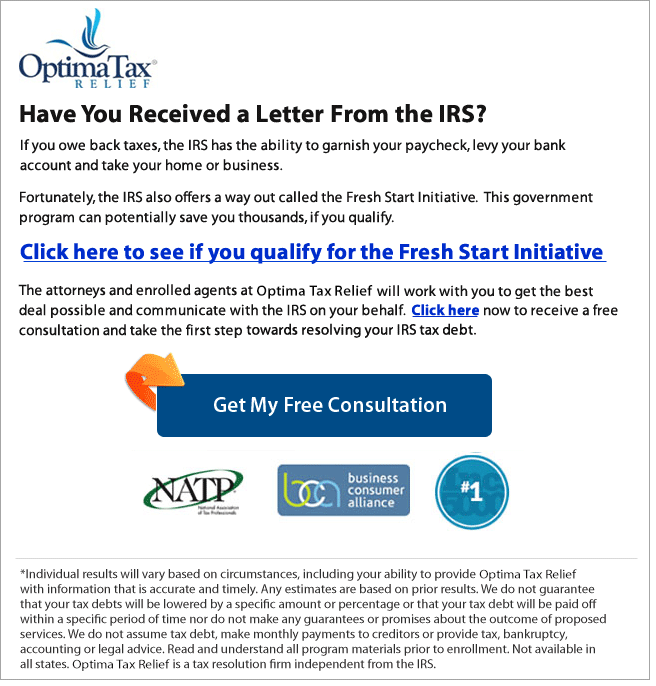 OptimaTax®
RELIEF
Have You Received a Letter From the IRS?
If you owe back taxes, the IRS has the ability to garnish your paycheck, levy your bank
account and take your home or business.
Fortunately, the IRS also offers a way out called the Fresh Start Initiative. This government
program can potentially save you thousands, if you qualify.
Click here to see if you qualify for the Fresh Start Initiative
The attorneys and enrolled agents at Optima Tax Relief will work with you to get the best
deal possible and communicate with the IRS on your behalf. Click here now to receive a free
consultation and take the first step towards resolving your IRS tax debt.
Get My Free Consultation
NATP
National Association
of Tax Professionals
bca
business
consumer
alliance
Inc
5000
#1
*Individual results will vary based on circumstances, including your ability to provide Optima Tax Relief
with information that is accurate and timely. Any estimates are based on prior results. We do not guarantee
that your tax debts will be lowered by a specific amount or percentage or that your tax debt will be paid off
within a specific period of time nor do not make any guarantees or promises about the outcome of proposed
services. We do not assume tax debt, make monthly payments to creditors or provide tax, bankruptcy,
accounting or legal advice. Read and understand all program materials prior to enrollment. Not available in
all states. Optima Tax Relief is a tax resolution firm independent from the IRS.